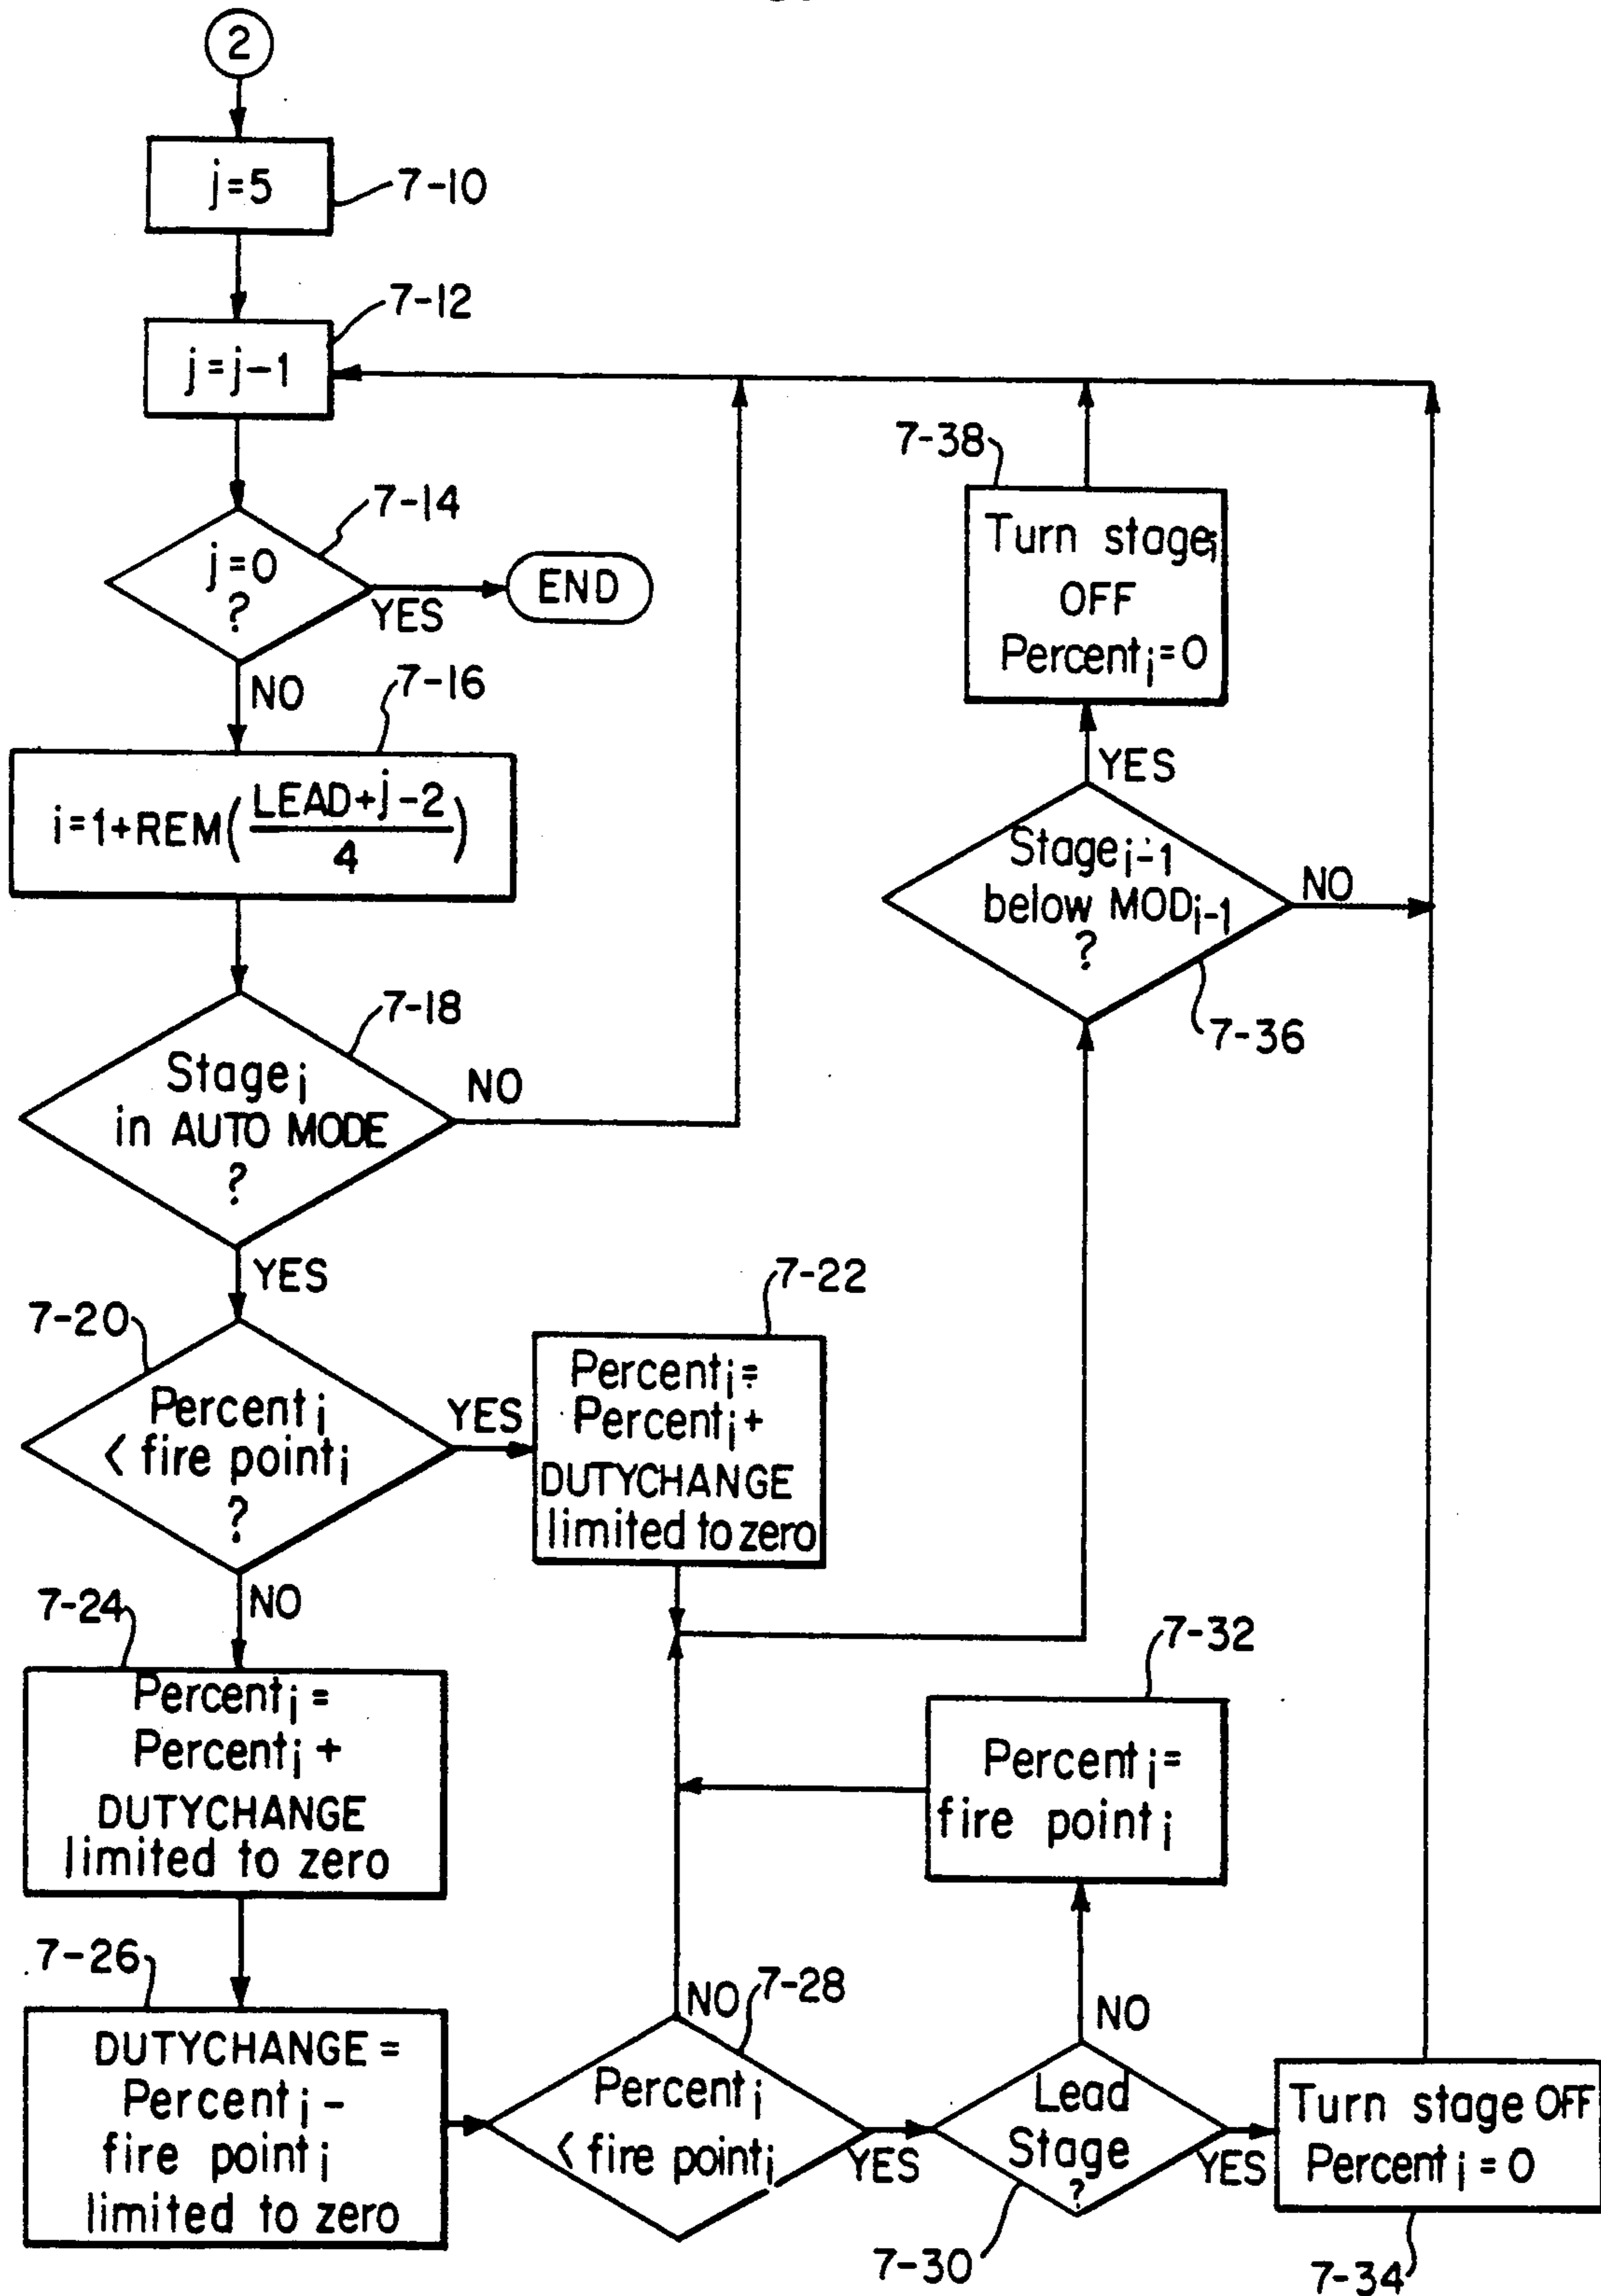 2
j=5
7-10
7-12
j=j-1
7-14
j=0
?
YES
END
NO
7-16
i=1+REM(LEAD+j-2/4)
7-18
Stage i
in AUTO MODE
?
NO
YES
7-20
Percent i
< fire point i
?
YES
7-22
Percent i=
Percent i+
DUTYCHANGE
limited to zero
NO
7-24
Percent i=
Percent i+
DUTYCHANGE
limited to zero
7-26
DUTYCHANGE=
Percent i-
fire point i
limited to zero
7-28
NO
Percent i
< fire point i
YES
7-30
Lead
Stage
?
NO
YES
7-32
Percent i=
fire point i
7-34
Turn stage OFF
Percent i=0
7-36
Stage i-1
below MOD i-1
?
NO
YES
7-38
Turn stage i
OFF
Percent i=0